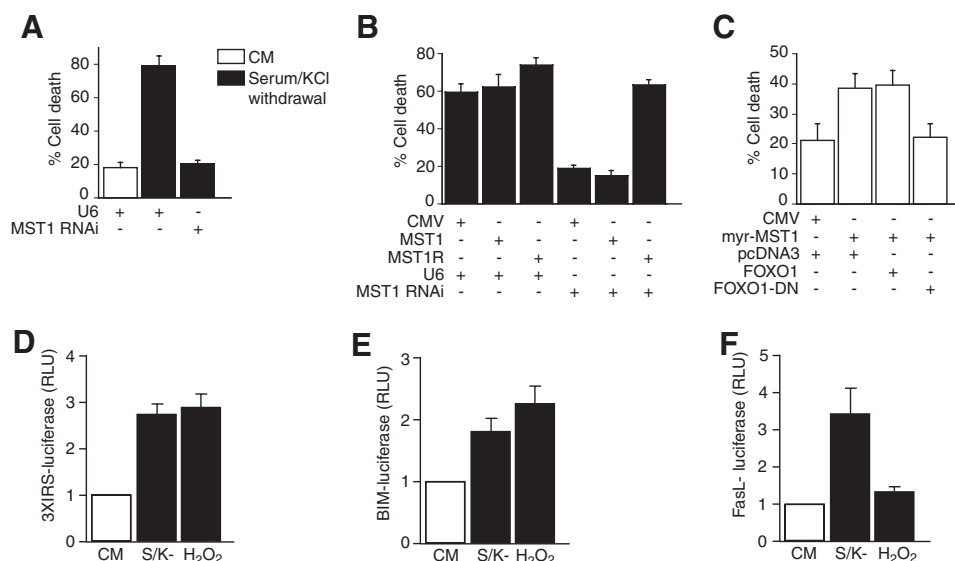 A
% Cell death
80
60
40
20
0
CM
Serum/KCl
withdrawal
U6 + + -
MST1 RNAi - - +
B
% Cell death
80
60
40
20
0
CMV + - - + - -
MST1 - + - - + -
MST1R - - + - - +
U6 + + + - - -
MST1 RNAi - - - + + +
C
% Cell death
50
40
30
20
10
0
CMV + - - -
myr-MST1 - + + +
pcDNA3 + + - -
FOXO1 - - + -
FOXO1-DN - - - +
D
3XIRS-luciferase (RLU)
4
3
2
1
0
CM S/K- H₂O₂
E
BIM-luciferase (RLU)
3
2
1
0
CM S/K- H₂O₂
F
FasL- luciferase (RLU)
5
4
3
2
1
0
CM S/K- H₂O₂